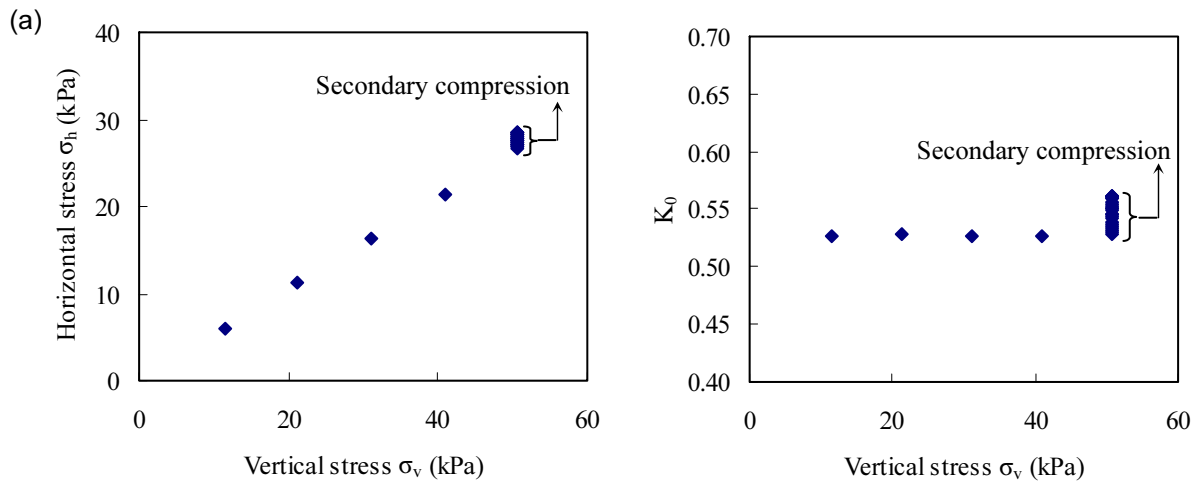 (a)
Horizontal stress σh (kPa)
40
30
20
10
0
Secondary compression
0 20 40 60
Vertical stress σv (kPa)
K0
0.70
0.65
0.60
0.55
0.50
0.45
0.40
Secondary compression
0 20 40 60
Vertical stress σv (kPa)